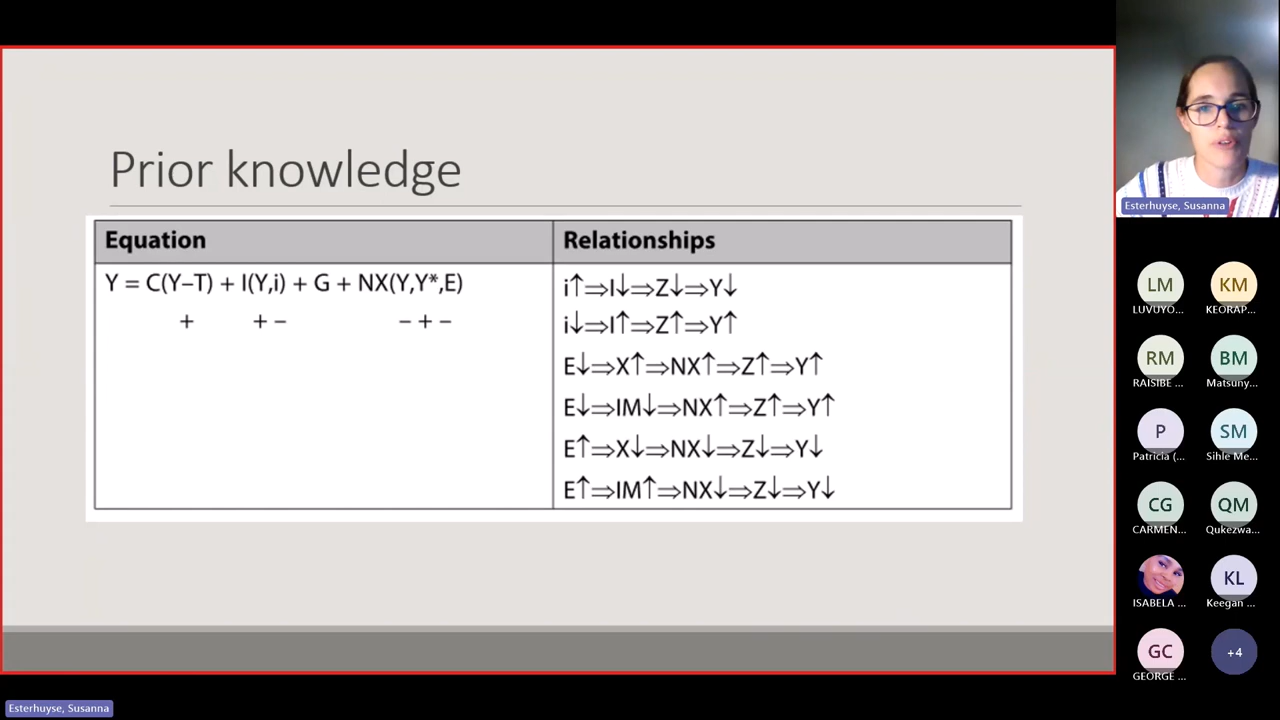 Prior knowledge
Equation
Relationships
Y = C(Y–T) + I(Y,i) + G + NX(Y,Y*,E)
+ + – – + –
i↑⇒I↓⇒Z↓⇒Y↓
i↓⇒I↑⇒Z↑⇒Y↑
E↓⇒X↑⇒NX↑⇒Z↑⇒Y↑
E↓⇒IM↓⇒NX↑⇒Z↑⇒Y↑
E↑⇒X↓⇒NX↓⇒Z↓⇒Y↓
E↑⇒IM↑⇒NX↓⇒Z↓⇒Y↓
Esterhuyse, Susanna
LM
KM
LUVUYO...
KEORAP...
RM
BM
RAISIBE ...
Matsuny...
P
SM
Patricia (...
Sihle Me...
CG
QM
CARMEN...
Qukezwa...
KL
ISABELA ...
Keegan ...
GC
+4
GEORGE ...
Esterhuyse, Susanna